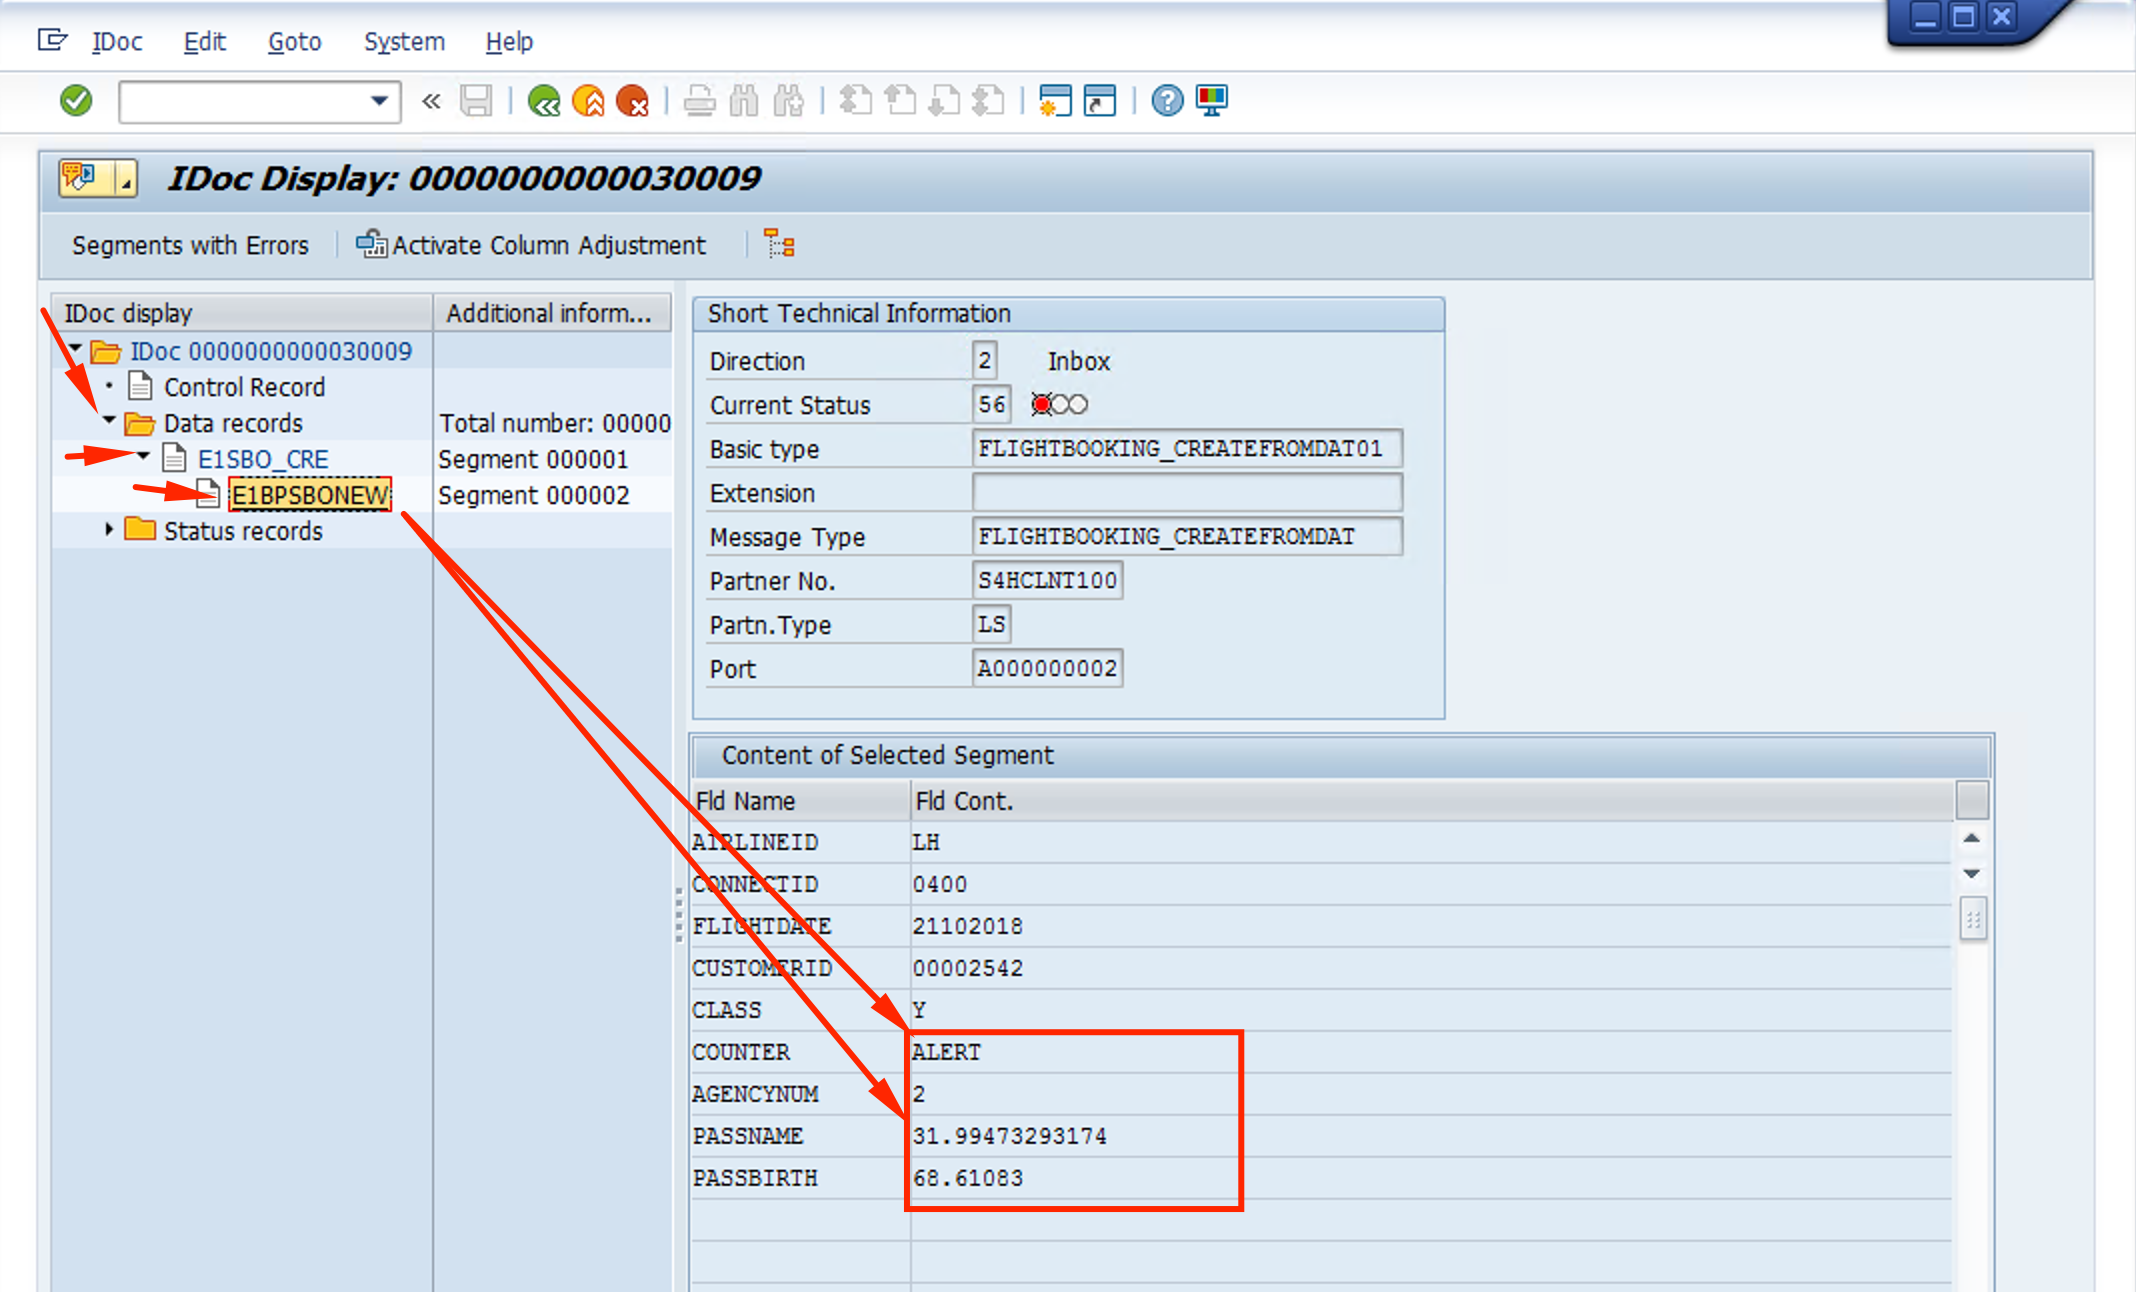 IDoc Edit Goto System Help
IDoc Display: 0000000000030009
Segments with Errors Activate Column Adjustment
IDoc display Additional inform...
IDoc 0000000000030009
Control Record
Data records Total number: 00000
E1SBO_CRE Segment 000001
E1BPSBONEW Segment 000002
Status records
Short Technical Information
Direction 2 Inbox
Current Status 56
Basic type FLIGHTBOOKING_CREATEFROMDAT01
Extension
Message Type FLIGHTBOOKING_CREATEFROMDAT
Partner No. S4HCLNT100
Partn.Type LS
Port A000000002
Content of Selected Segment
Fld Name Fld Cont.
AIRLINEID LH
CONNECTID 0400
FLIGHTDATE 21102018
CUSTOMERID 00002542
CLASS Y
COUNTER ALERT
AGENCYNUM 2
PASSNAME 31.99473293174
PASSBIRTH 68.61083